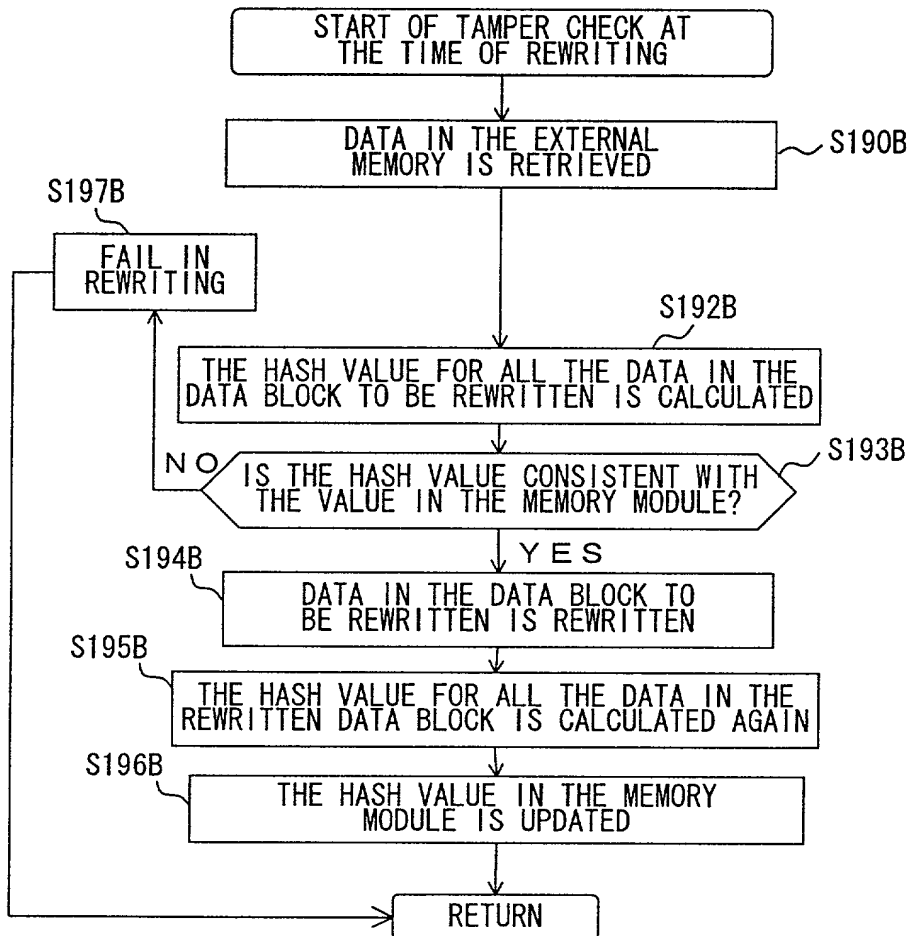 START OF TAMPER CHECK AT
THE TIME OF REWRITING
DATA IN THE EXTERNAL
MEMORY IS RETRIEVED
S190B
S197B
FAIL IN
REWRITING
S192B
THE HASH VALUE FOR ALL THE DATA IN THE
DATA BLOCK TO BE REWRITTEN IS CALCULATED
NO
S193B
IS THE HASH VALUE CONSISTENT WITH
THE VALUE IN THE MEMORY MODULE?
YES
S194B
DATA IN THE DATA BLOCK TO
BE REWRITTEN IS REWRITTEN
S195B
THE HASH VALUE FOR ALL THE DATA IN THE
REWRITTEN DATA BLOCK IS CALCULATED AGAIN
S196B
THE HASH VALUE IN THE MEMORY
MODULE IS UPDATED
RETURN